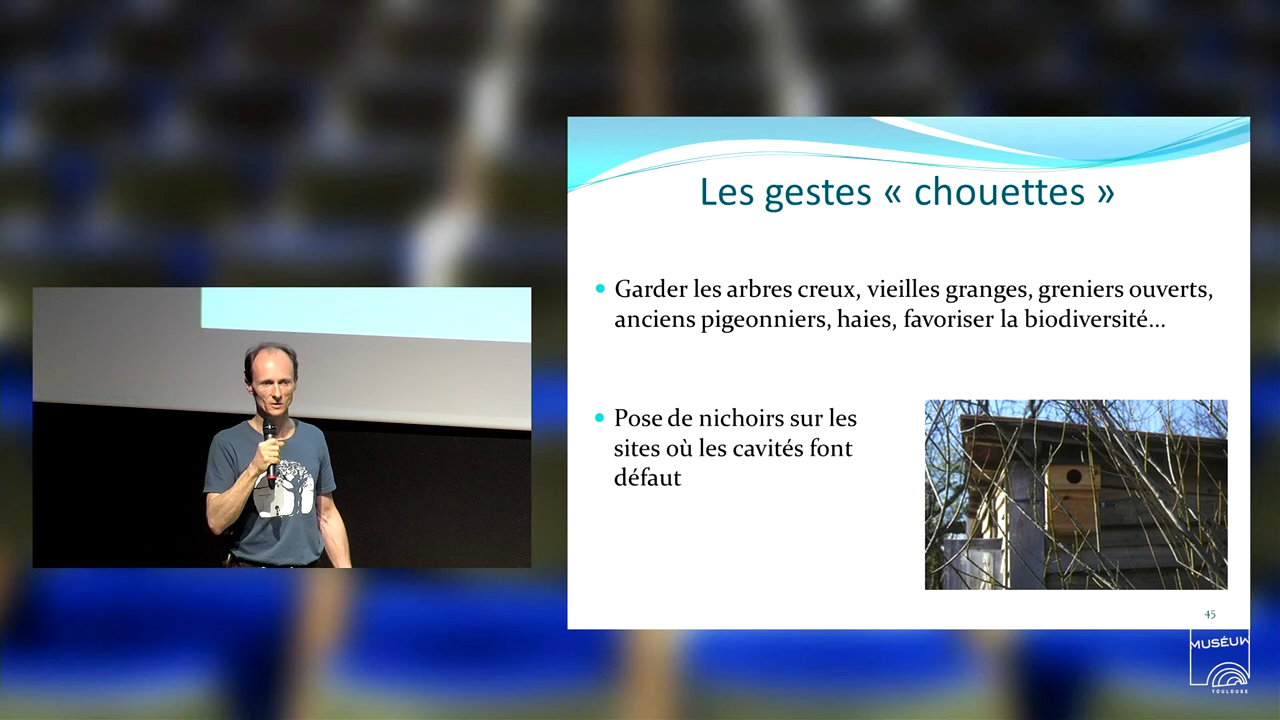 Les gestes « chouettes »
• Garder les arbres creux, vieilles granges, greniers ouverts,
anciens pigeonniers, haies, favoriser la biodiversité...
• Pose de nichoirs sur les
sites où les cavités font
défaut
45
MUSÉUM
TOULOUSE